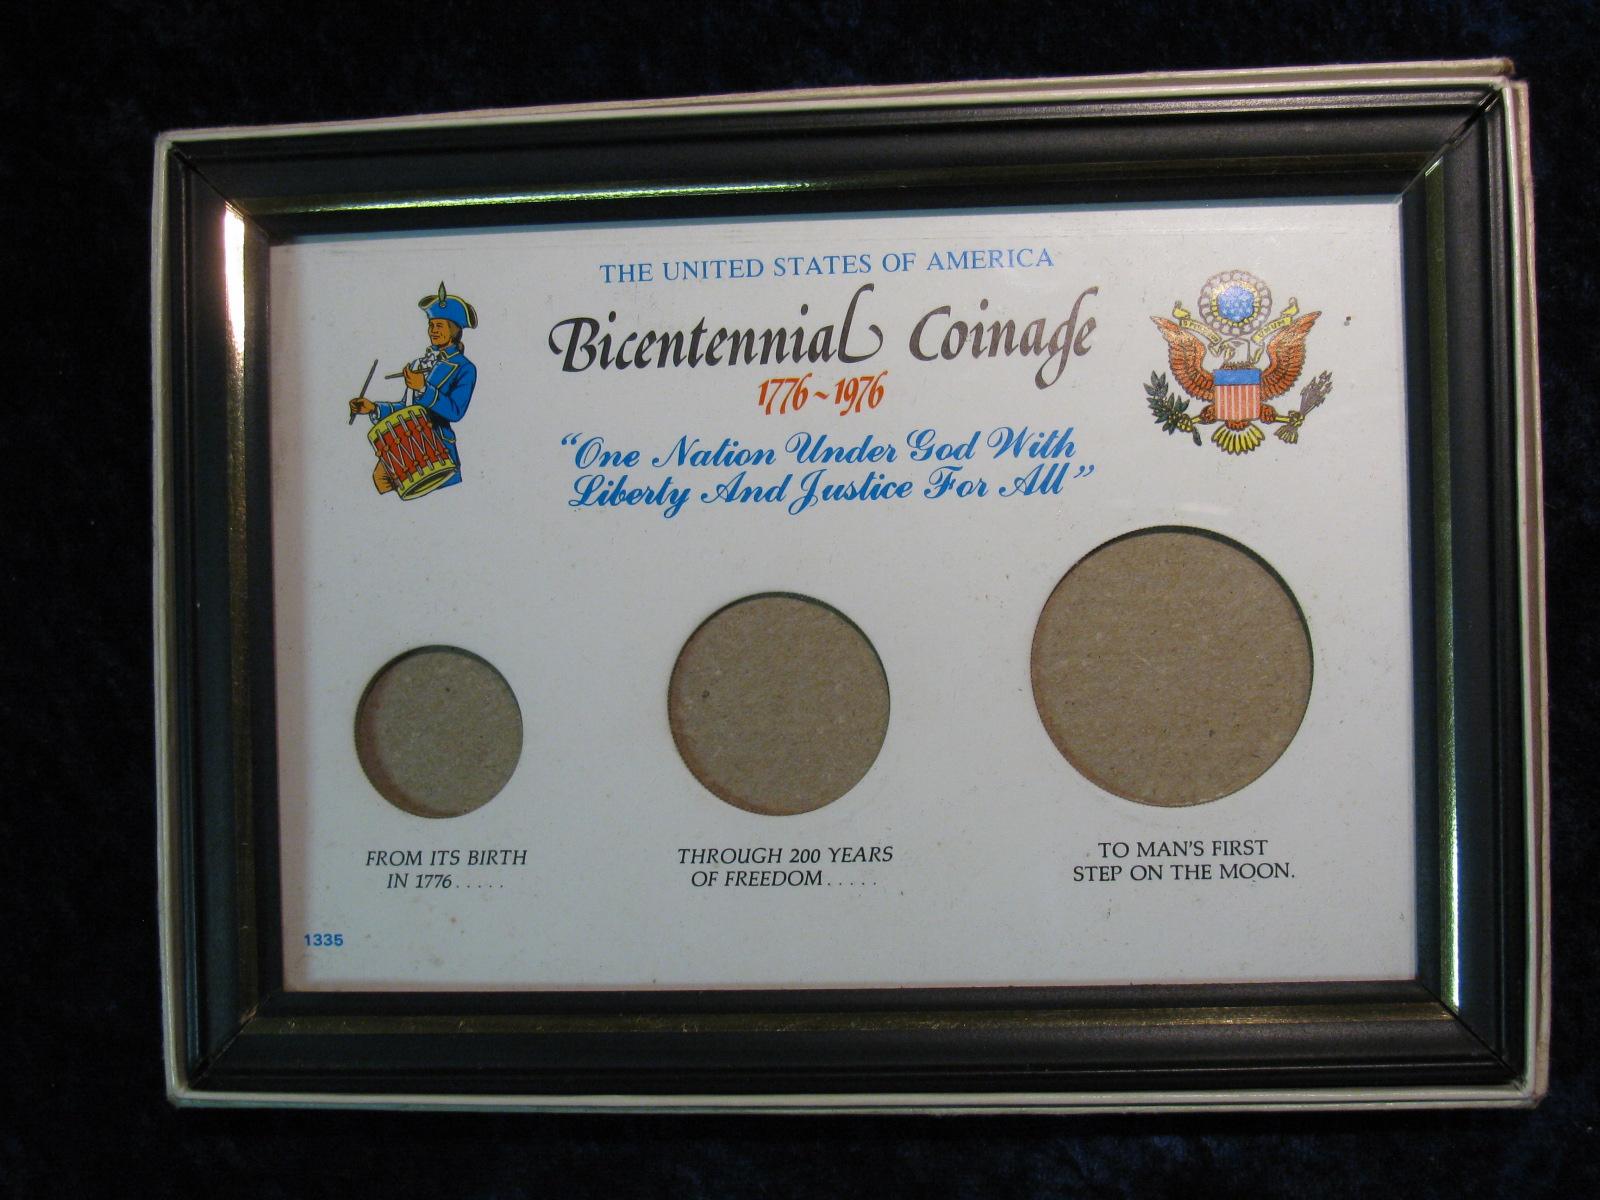 THE UNITED STATES OF AMERICA
Bicentennial Coinage
1776~1976
“One Nation Under God With
Liberty And Justice For All”
FROM ITS BIRTH
IN 1776.....
THROUGH 200 YEARS
OF FREEDOM.....
TO MAN'S FIRST
STEP ON THE MOON.
1335